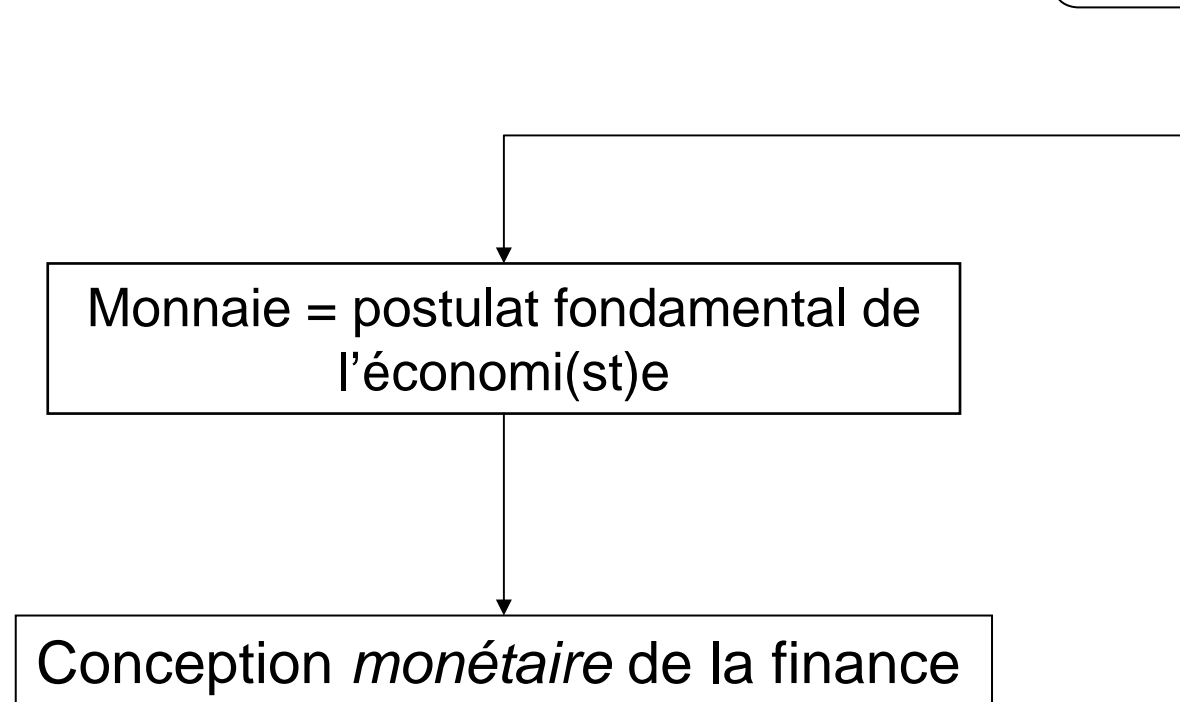 Monnaie = postulat fondamental de
l’économi(st)e
Conception monétaire de la finance